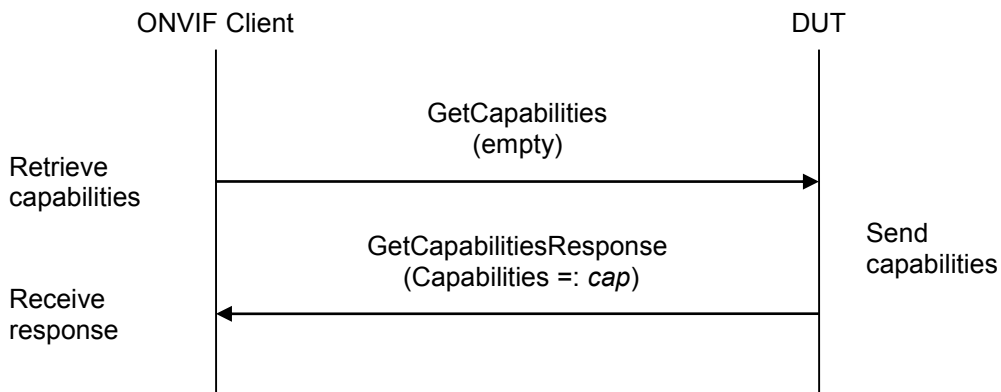 ONVIF Client
DUT
GetCapabilities
(empty)
Retrieve
capabilities
GetCapabilitiesResponse
(Capabilities =: cap)
Send
capabilities
Receive
response